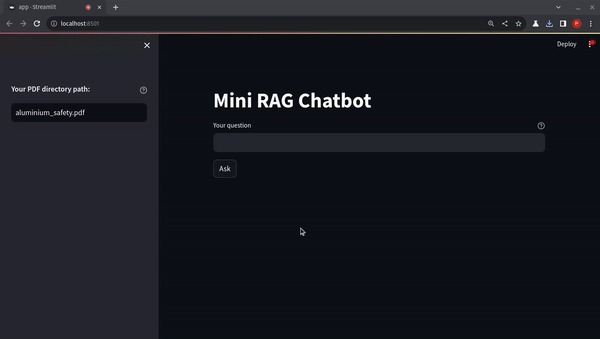 app · Streamlit
localhost:8501
Deploy
Your PDF directory path:
aluminium_safety.pdf
Mini RAG Chatbot
Your question
Ask